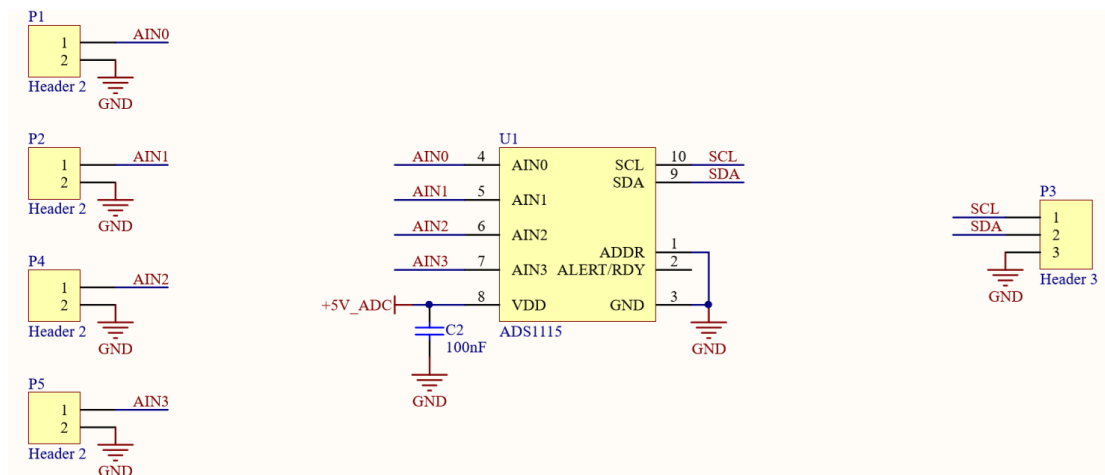 P1
1 AIN0
2
Header 2
GND
P2
1 AIN1
2
Header 2
GND
P4
1 AIN2
2
Header 2
GND
P5
1 AIN3
2
Header 2
GND
U1
AIN0 4 AIN0 SCL 10 SCL
SDA 9 SDA
AIN1 5 AIN1
AIN2 6 AIN2
ADDR 1
AIN3 7 AIN3 ALERT/RDY 2
+5V_ADC 8 VDD GND 3
ADS1115
C2
100nF
GND
GND
P3
SCL 1
SDA 2
3
Header 3
GND